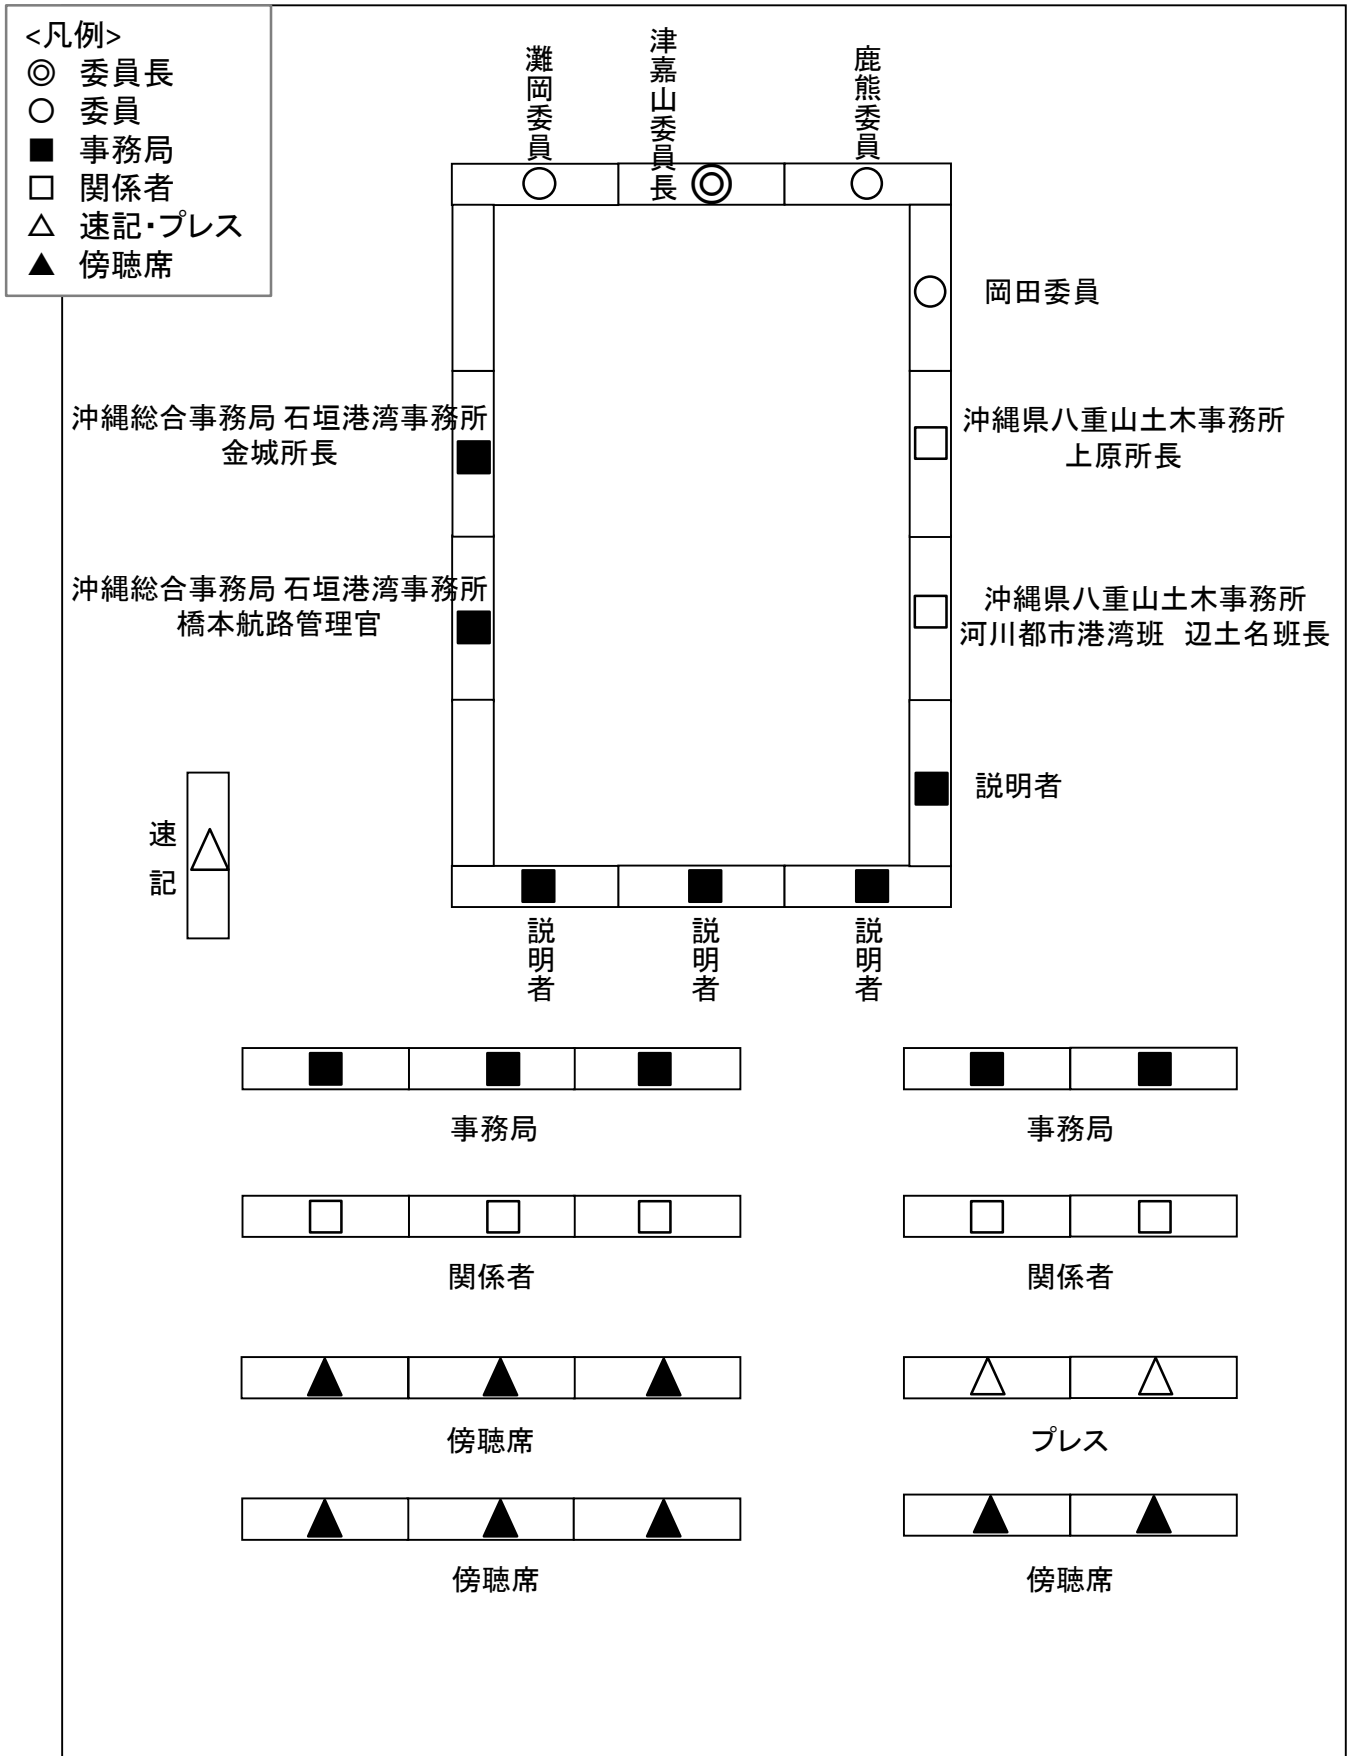 <凡例>
◎ 委員長
○ 委員
■ 事務局
□ 関係者
△ 速記・プレス
▲ 傍聴席
灘岡委員
津嘉山委員長
鹿熊委員
岡田委員
沖縄総合事務局 石垣港湾事務所
金城所長
沖縄県八重山土木事務所
上原所長
沖縄総合事務局 石垣港湾事務所
橋本航路管理官
沖縄県八重山土木事務所
河川都市港湾班 辺土名班長
説明者
速記
説明者
説明者
説明者
事務局
事務局
関係者
関係者
傍聴席
プレス
傍聴席
傍聴席